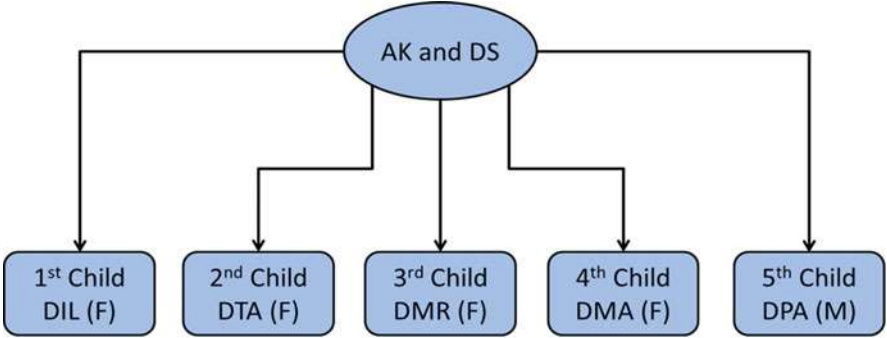 AK and DS
1st Child
DIL (F)
2nd Child
DTA (F)
3rd Child
DMR (F)
4th Child
DMA (F)
5th Child
DPA (M)